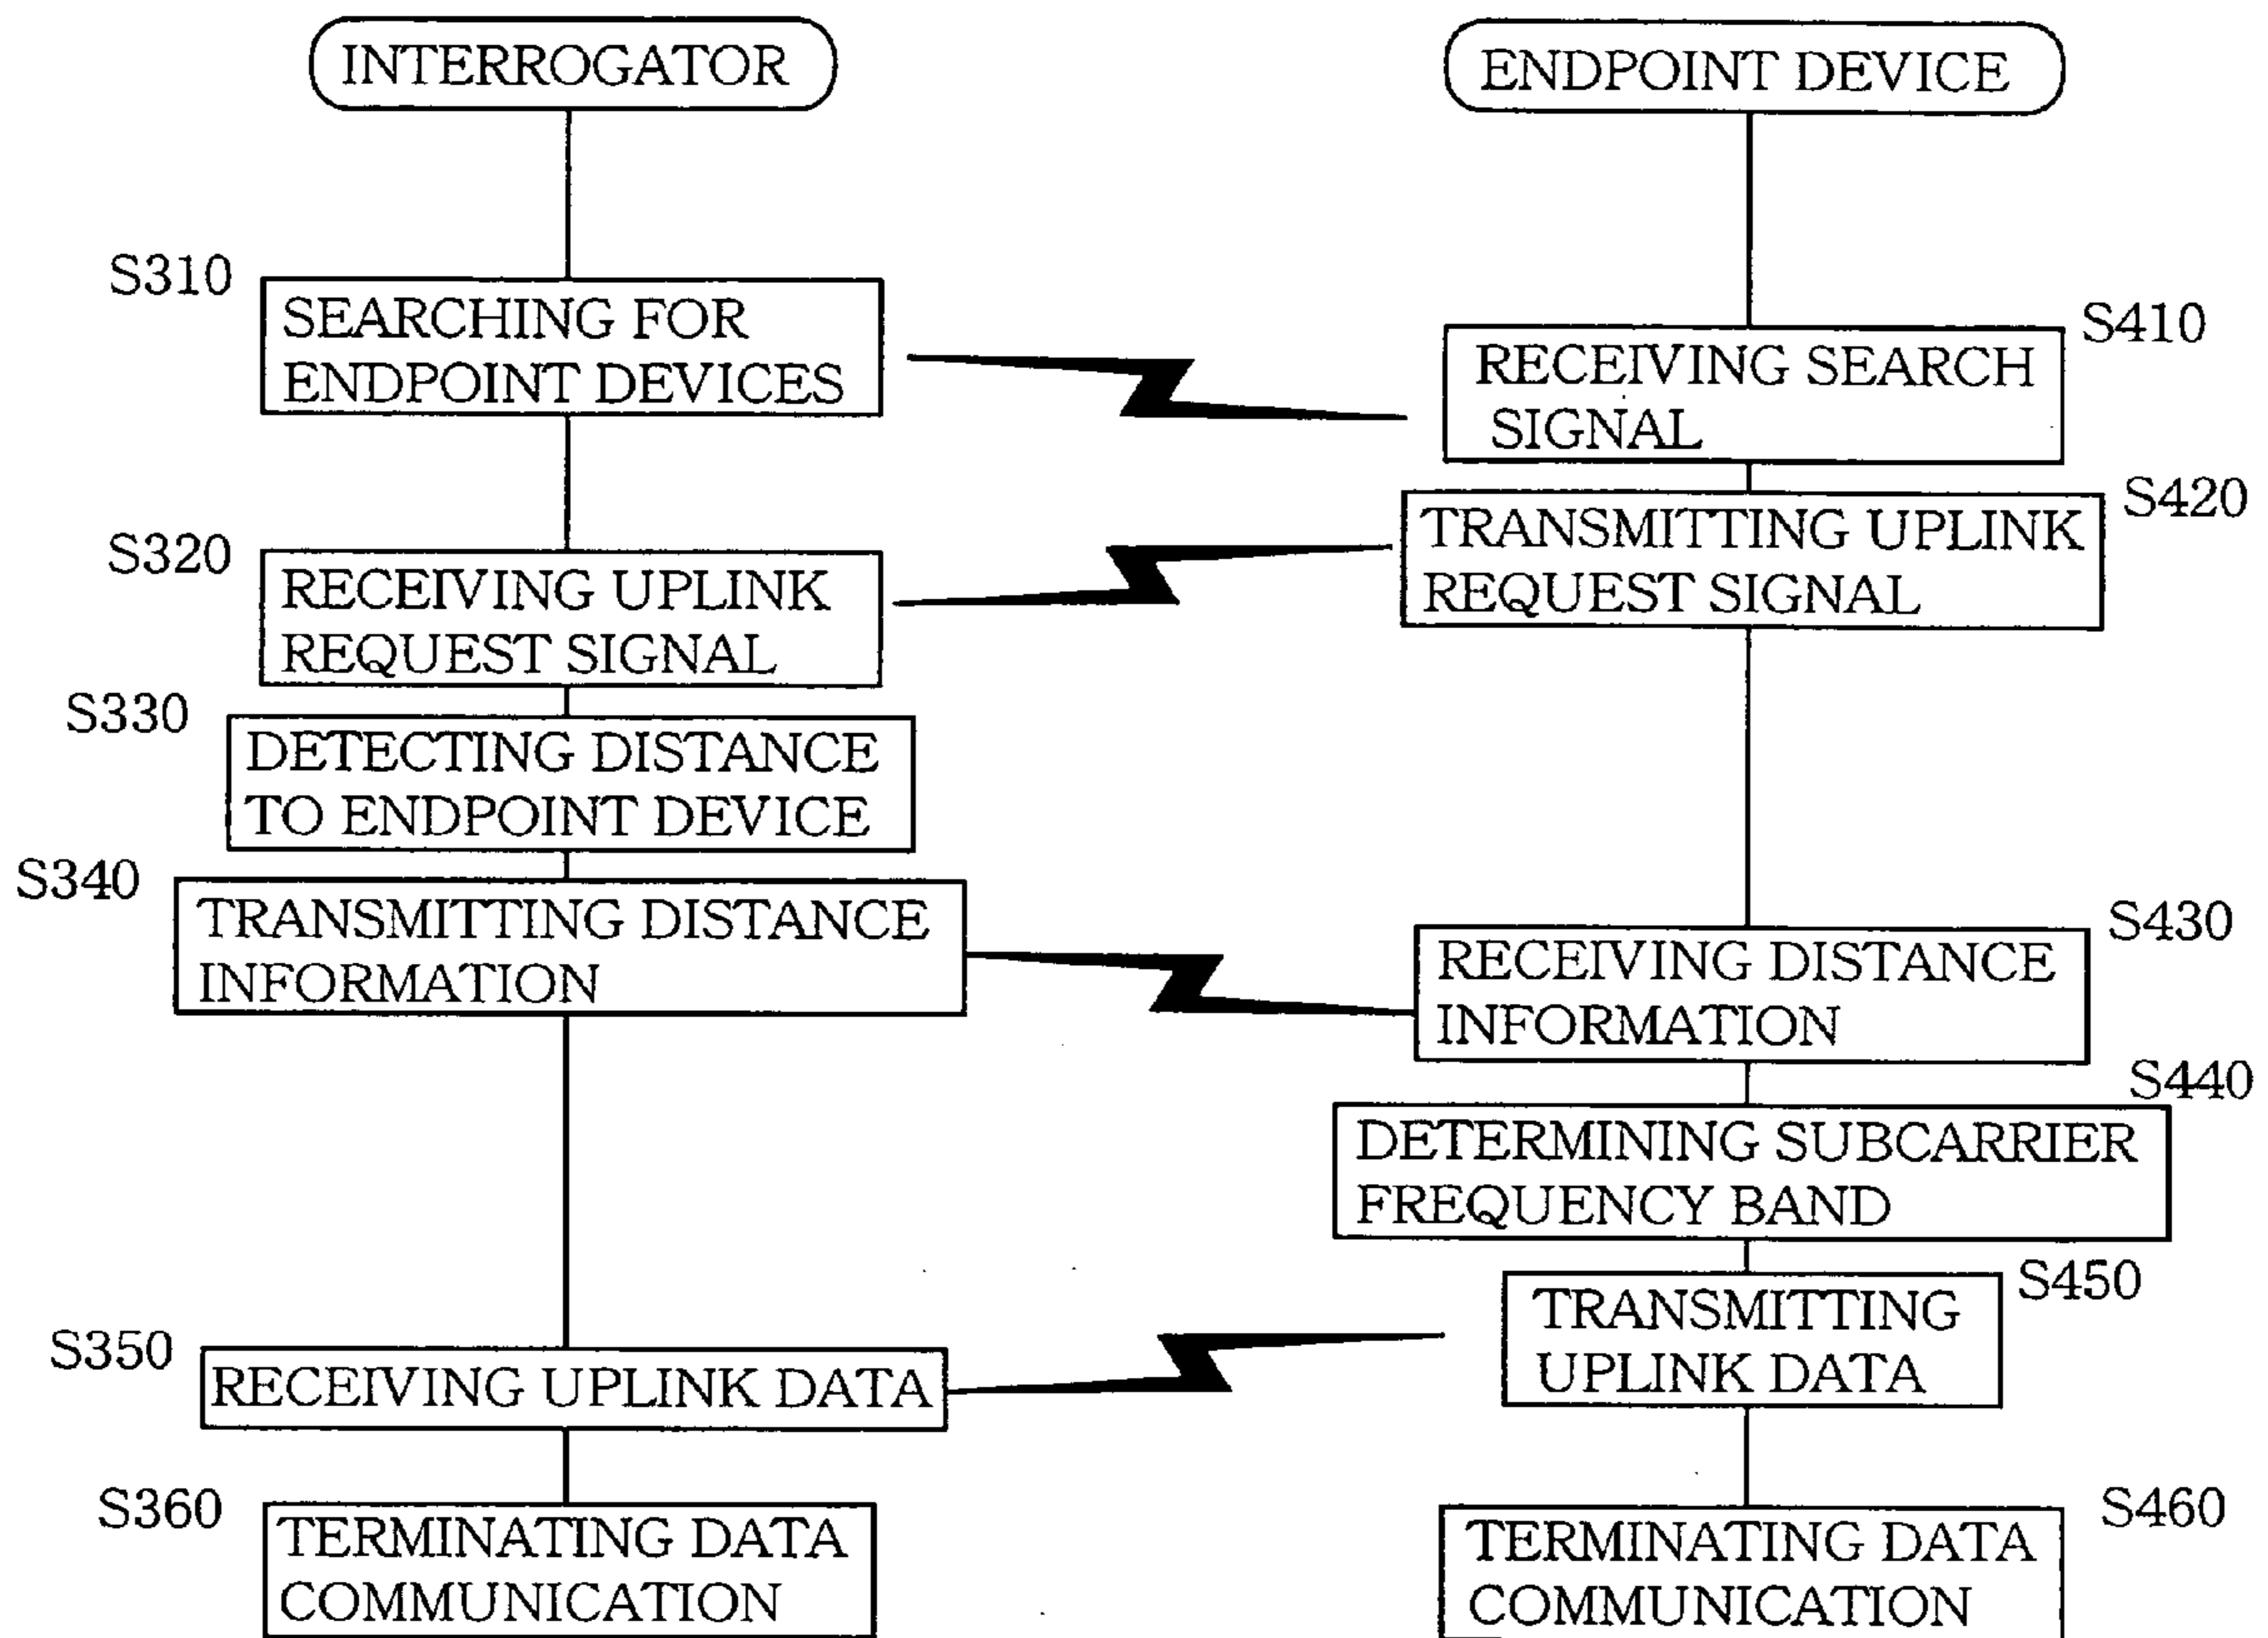 INTERROGATOR
ENDPOINT DEVICE
S310
SEARCHING FOR
ENDPOINT DEVICES
S410
RECEIVING SEARCH
SIGNAL
S420
TRANSMITTING UPLINK
REQUEST SIGNAL
S320
RECEIVING UPLINK
REQUEST SIGNAL
S330
DETECTING DISTANCE
TO ENDPOINT DEVICE
S340
TRANSMITTING DISTANCE
INFORMATION
S430
RECEIVING DISTANCE
INFORMATION
S440
DETERMINING SUBCARRIER
FREQUENCY BAND
S450
TRANSMITTING
UPLINK DATA
S350
RECEIVING UPLINK DATA
S360
TERMINATING DATA
COMMUNICATION
S460
TERMINATING DATA
COMMUNICATION